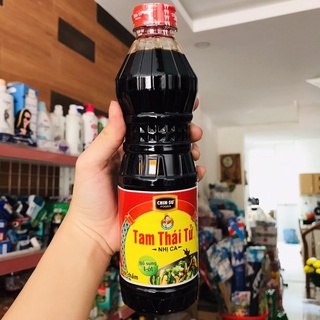 CHIN-SU
Tam Thái Tử
NHỊ CA